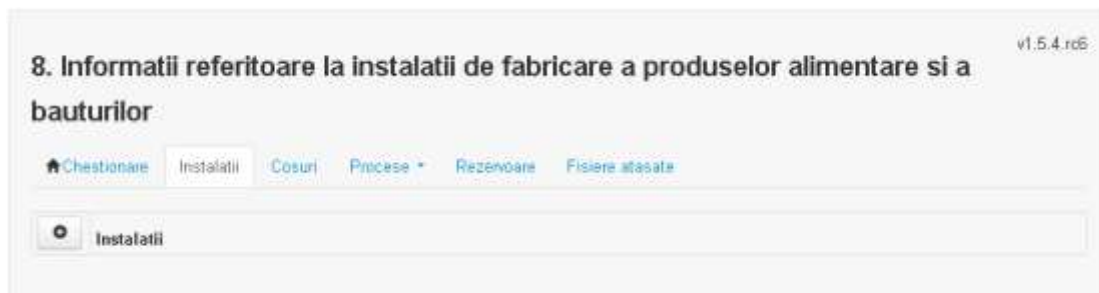 v1.5.4.rc6
8. Informatii referitoare la instalatii de fabricare a produselor alimentare si a
bauturilor
Chestionare Instalatii Cosuri Procese Rezervoare Fisiere atasate
Instalatii